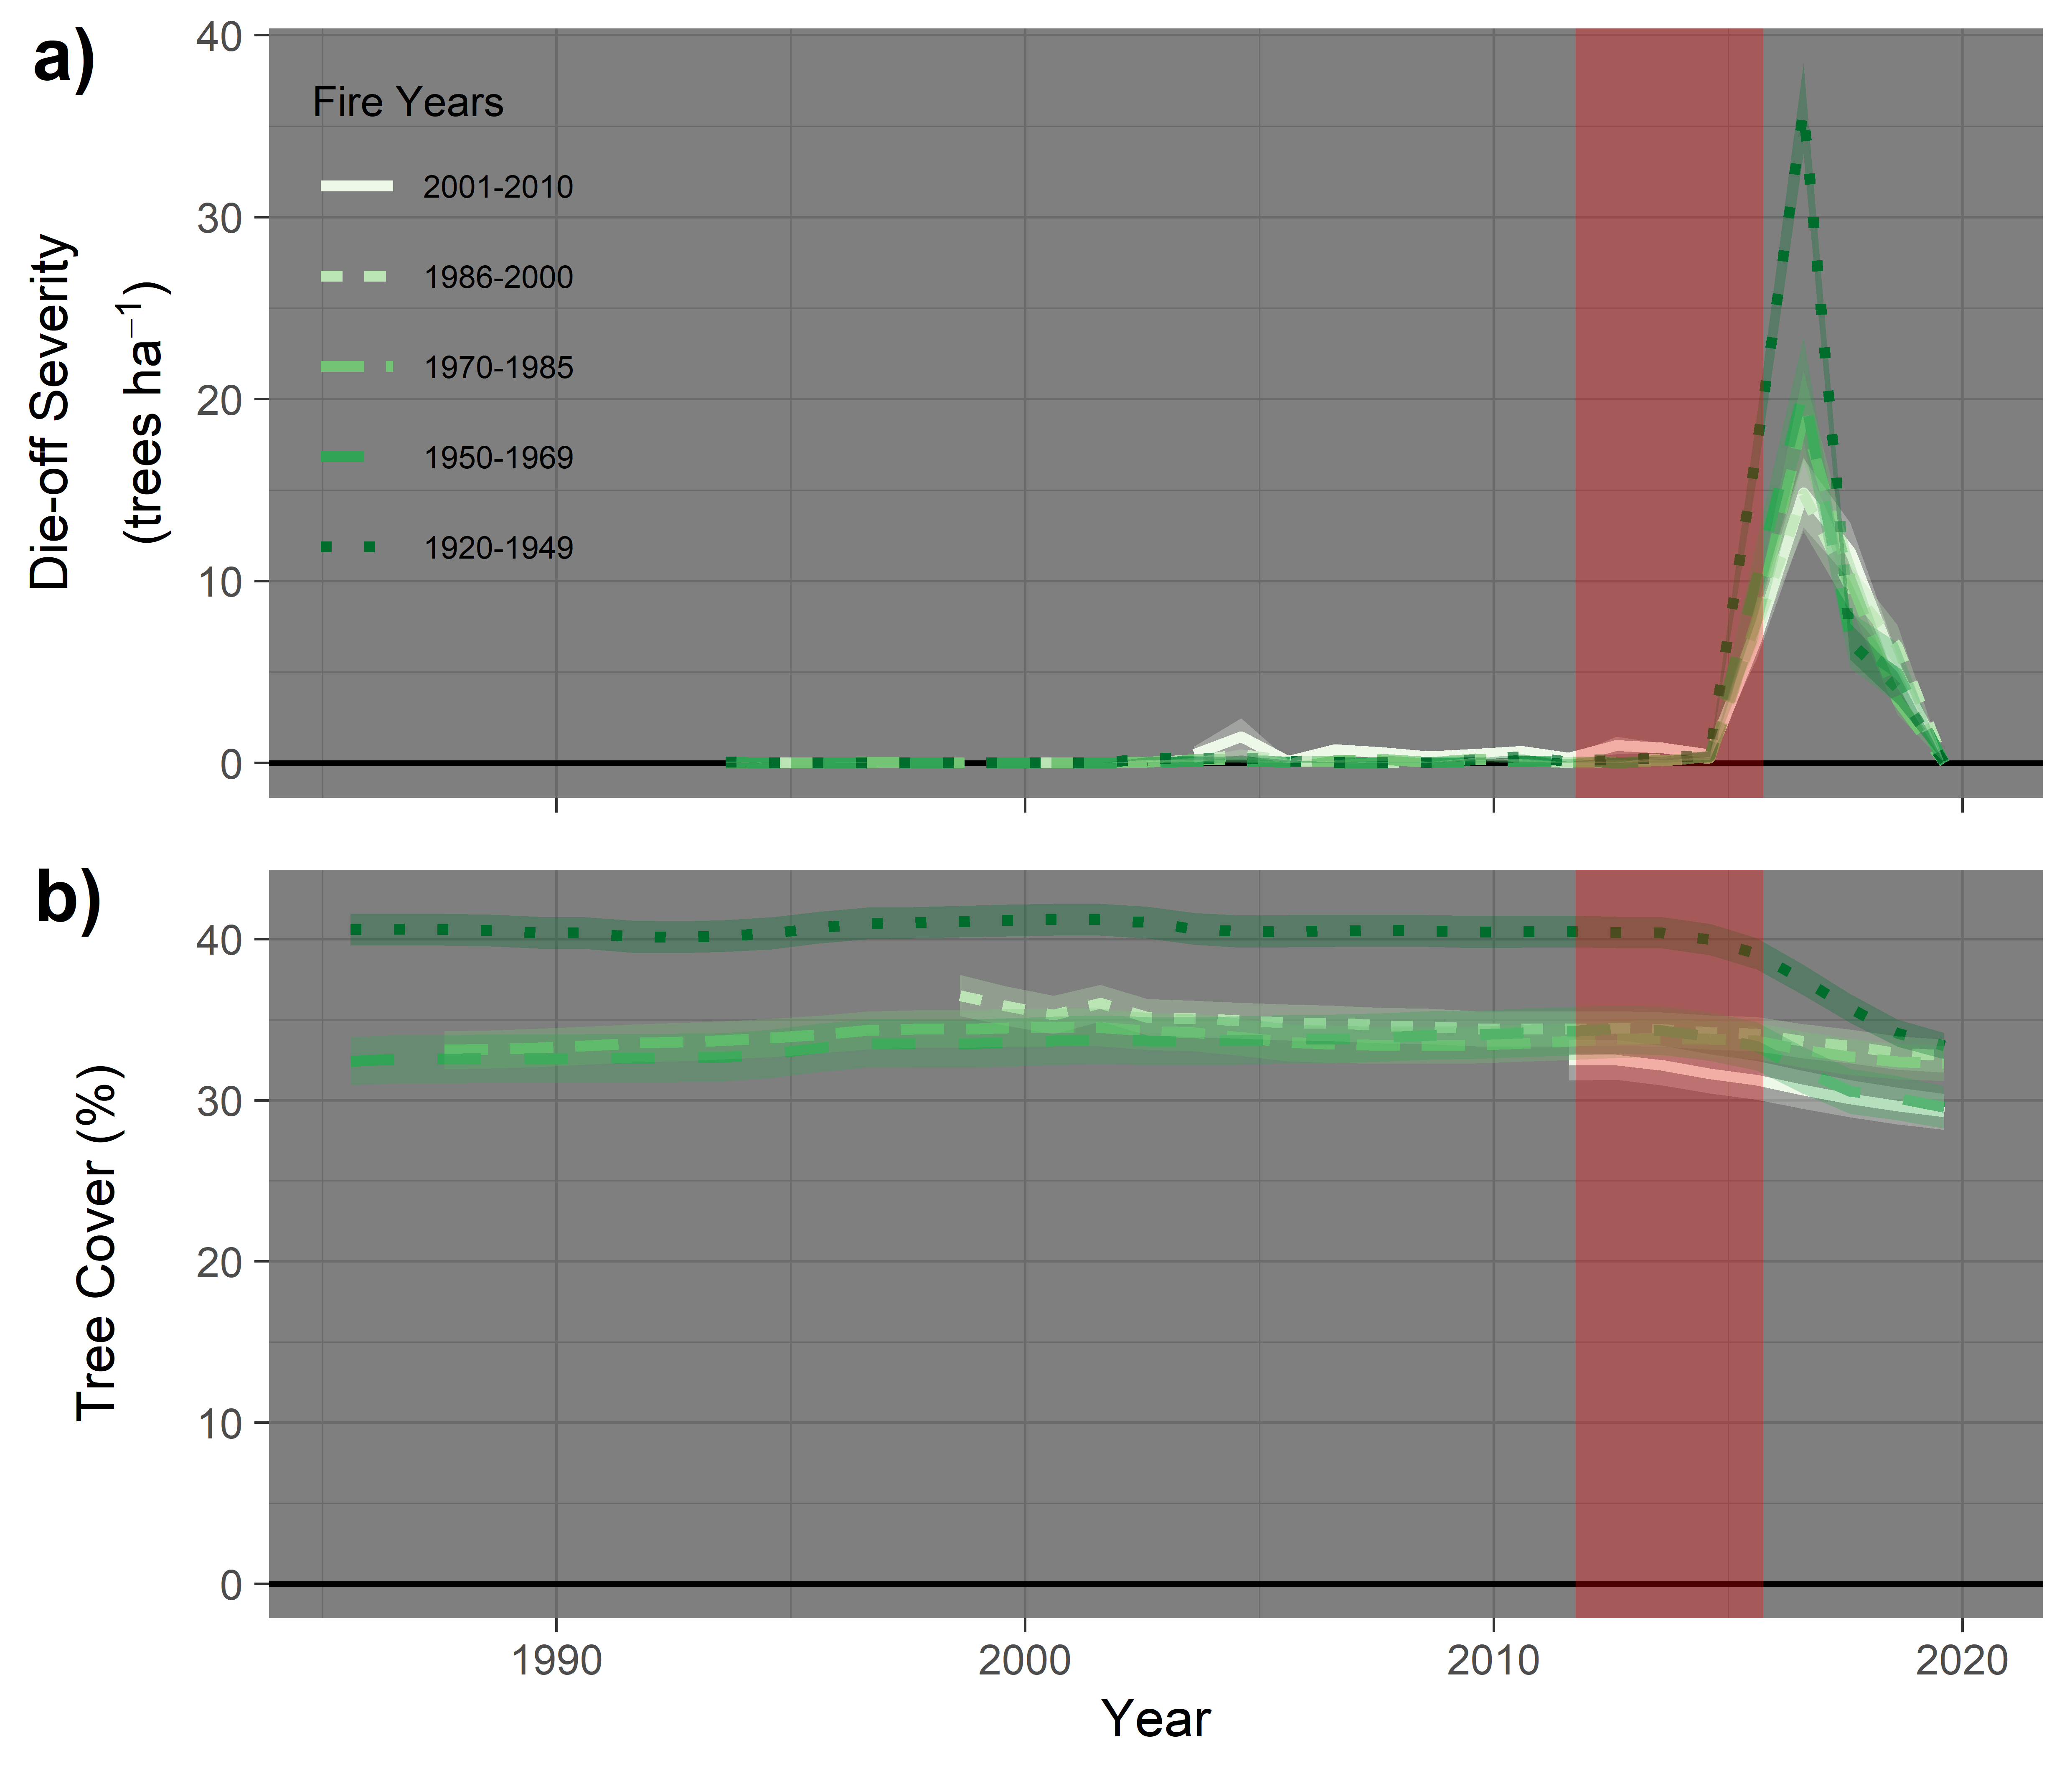 a)
Die-off Severity
(trees ha⁻¹)
40
30
20
10
0
Fire Years
2001-2010
1986-2000
1970-1985
1950-1969
1920-1949
b)
Tree Cover (%)
40
30
20
10
0
1990 2000 2010 2020
Year